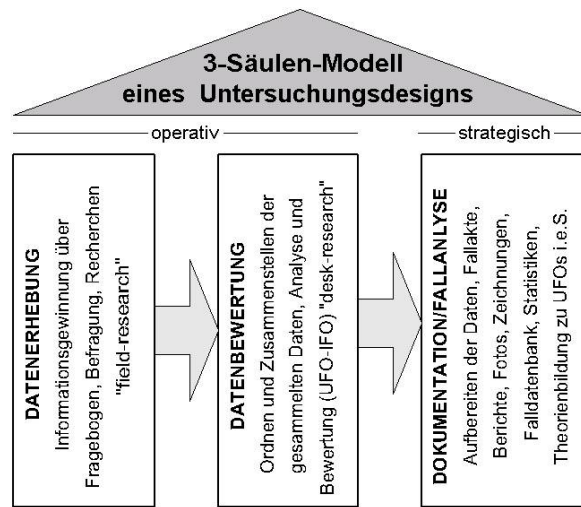 3-Säulen-Modell
eines Untersuchungsdesigns
operativ
strategisch
DATENERHEBUNG
Informationsgewinnung über
Fragebogen, Befragung, Recherchen
"field-research"
DATENBEWERTUNG
Ordnen und Zusammenstellen der
gesammelten Daten, Analyse und
Bewertung (UFO-IFO) "desk-research"
DOKUMENTATION/FALLANLYSE
Aufbereiten der Daten, Fallakte,
Berichte, Fotos, Zeichnungen,
Falldatenbank, Statistiken,
Theorienbildung zu UFOs i.e.S.